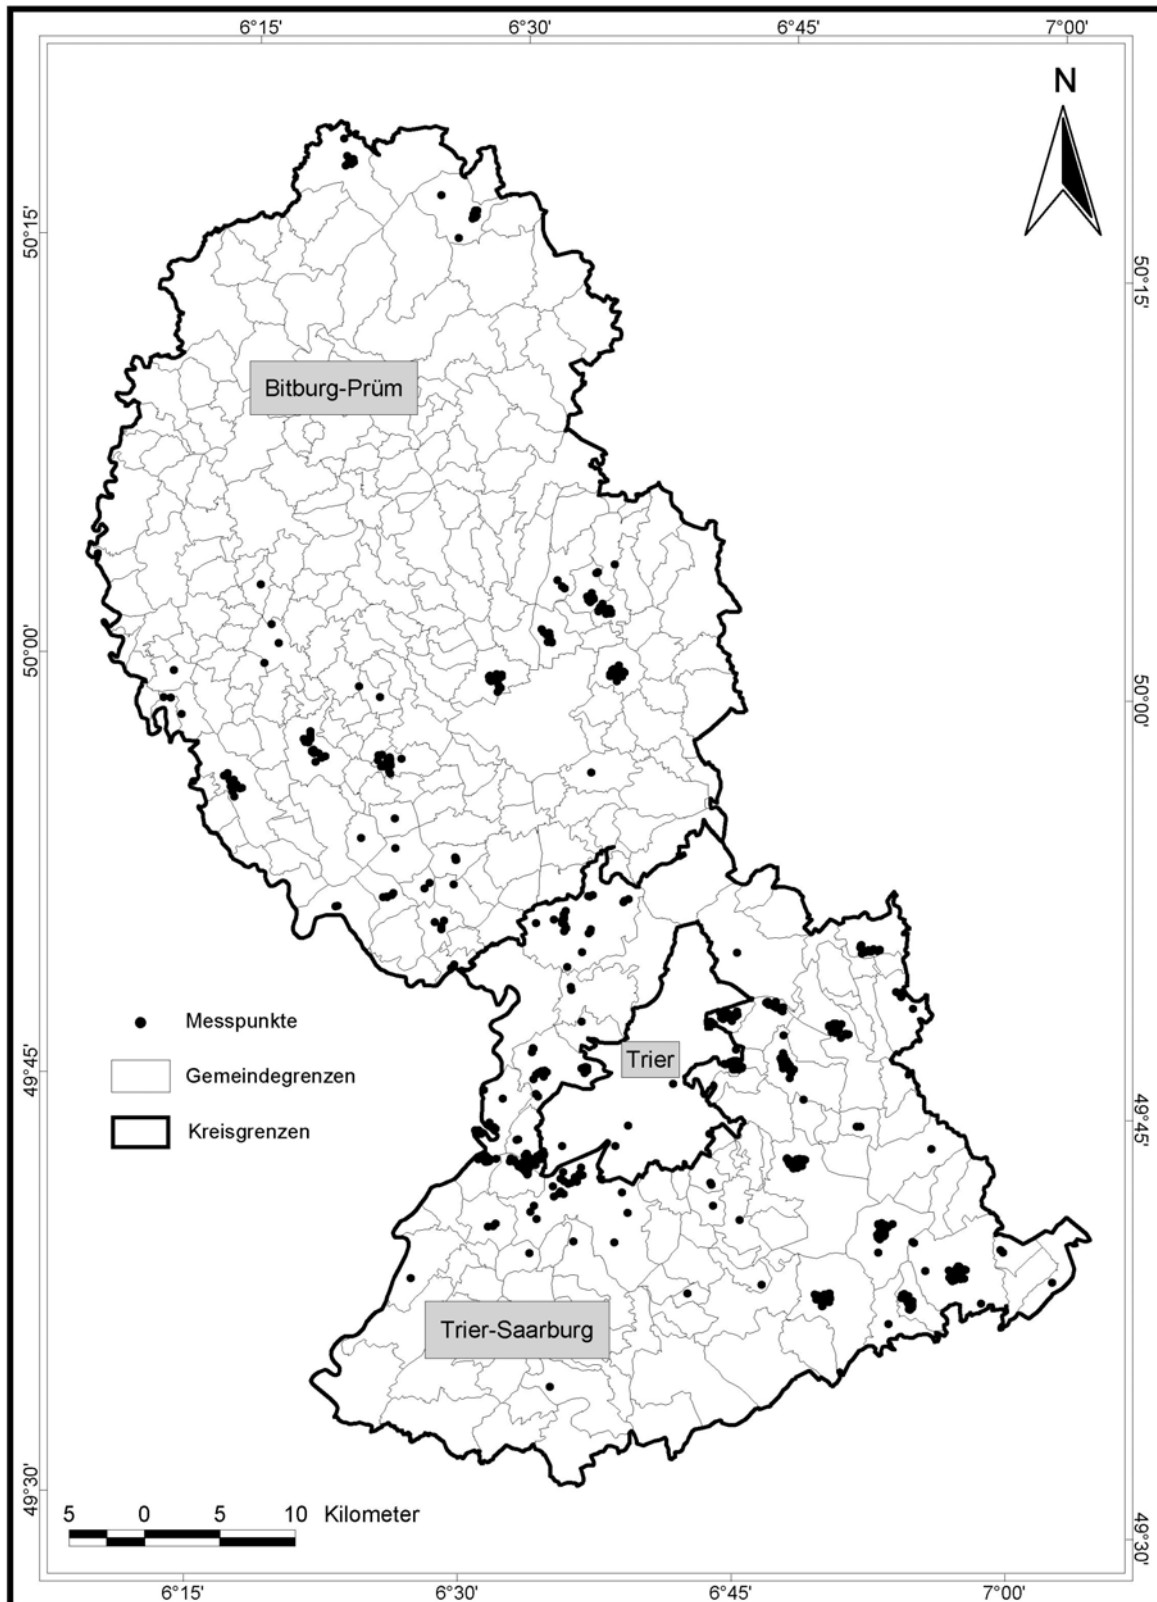 6°15' 6°30' 6°45' 7°00'
N
50°15'
50°15'
Bitburg-Prüm
50°00'
50°00'
Messpunkte
Trier
49°45'
Gemeindegrenzen
49°45'
Kreisgrenzen
Trier-Saarburg
49°30'
5 0 5 10 Kilometer
49°30'
6°15' 6°30' 6°45' 7°00'